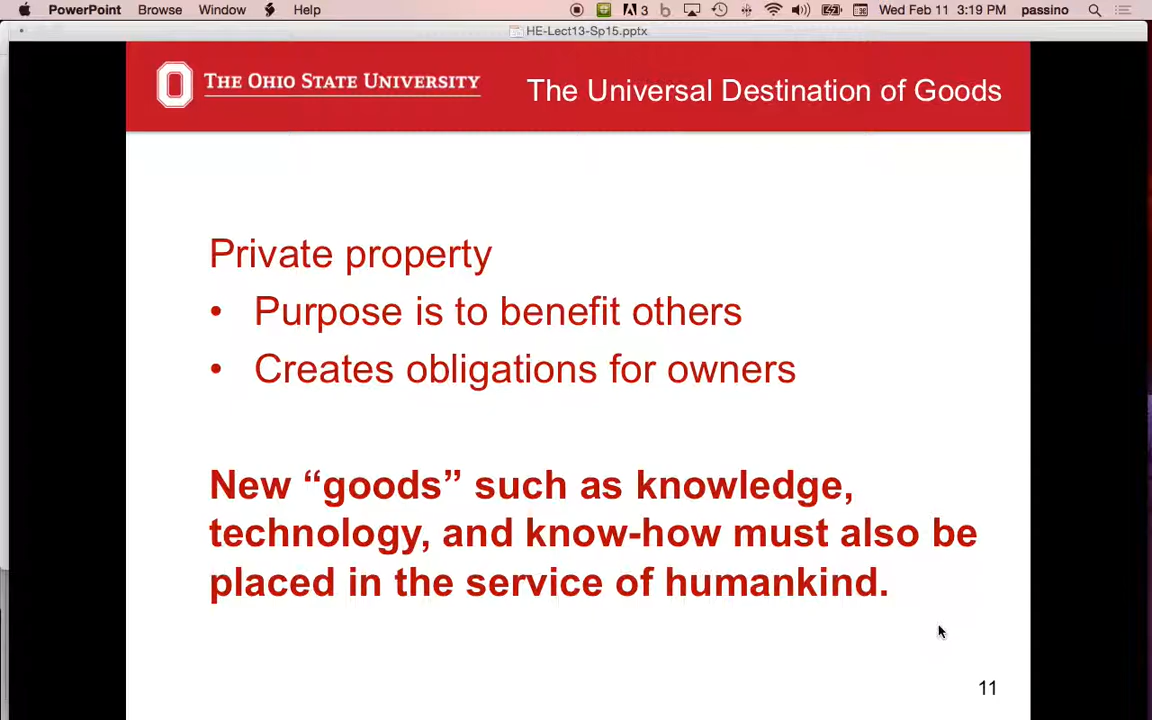 PowerPoint Browse Window Help 3 Wed Feb 11 3:19 PM passino
HE-Lect13-Sp15.pptx
THE OHIO STATE UNIVERSITY The Universal Destination of Goods
Private property
• Purpose is to benefit others
• Creates obligations for owners
New “goods” such as knowledge,
technology, and know-how must also be
placed in the service of humankind.
11